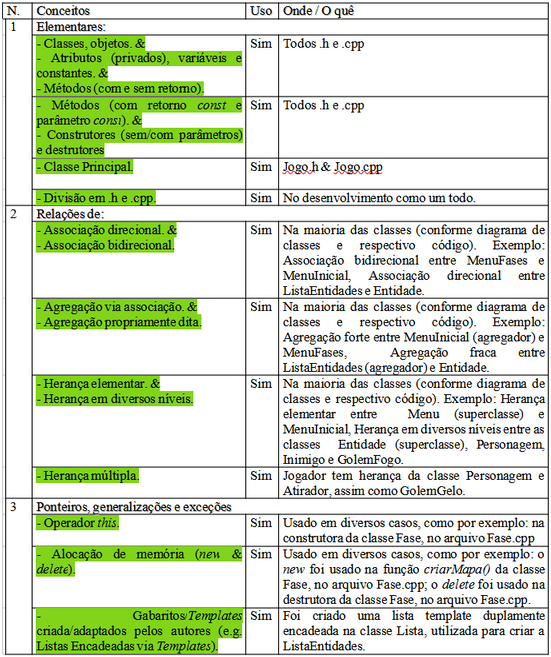 N. Conceitos Uso Onde / O quê
1 Elementares:
- Classes, objetos. & Sim Todos .h e .cpp
- Atributos (privados), variáveis e
constantes. &
- Métodos (com e sem retorno).
- Métodos (com retorno const e Sim Todos .h e .cpp
parâmetro const). &
- Construtores (sem/com parâmetros)
e destrutores
- Classe Principal. Sim Jogo.h & Jogo.cpp
- Divisão em .h e .cpp. Sim No desenvolvimento como um todo.
2 Relações de:
- Associação direcional. & Sim Na maioria das classes (conforme diagrama de
- Associação bidirecional. classes e respectivo código). Exemplo:
Associação bidirecional entre MenuFases e
MenuInicial, Associação direcional entre
ListaEntidades e Entidade.
- Agregação via associação. & Sim Na maioria das classes (conforme diagrama de
- Agregação propriamente dita. classes e respectivo código). Exemplo:
Agregação forte entre MenuInicial (agregador) e
MenuFases, Agregação fraca entre
ListaEntidades (agregador) e Entidade.
- Herança elementar. & Sim Na maioria das classes (conforme diagrama de
- Herança em diversos níveis. classes e respectivo código). Exemplo: Herança
elementar entre Menu (superclasse) e
MenuInicial, Herança em diversos níveis entre as
classes Entidade (superclasse), Personagem,
Inimigo e GolemFogo.
- Herança múltipla. Sim Jogador tem herança da classe Personagem e
Atirador, assim como GolemGelo.
3 Ponteiros, generalizações e exceções
- Operador this. Sim Usado em diversos casos, como por exemplo: na
construtora da classe Fase, no arquivo Fase.cpp
- Alocação de memória (new & Sim Usado em diversos casos, como por exemplo: o
delete). new foi usado na função criarMapa() da classe
Fase, no arquivo Fase.cpp; o delete foi usado na
destrutora da classe Fase, no arquivo Fase.cpp.
- Gabaritos/Templates Sim Foi criado uma lista template duplamente
criada/adaptados pelos autores (e.g. encadeada na classe Lista, utilizada para criar a
Listas Encadeadas via Templates). ListaEntidades.